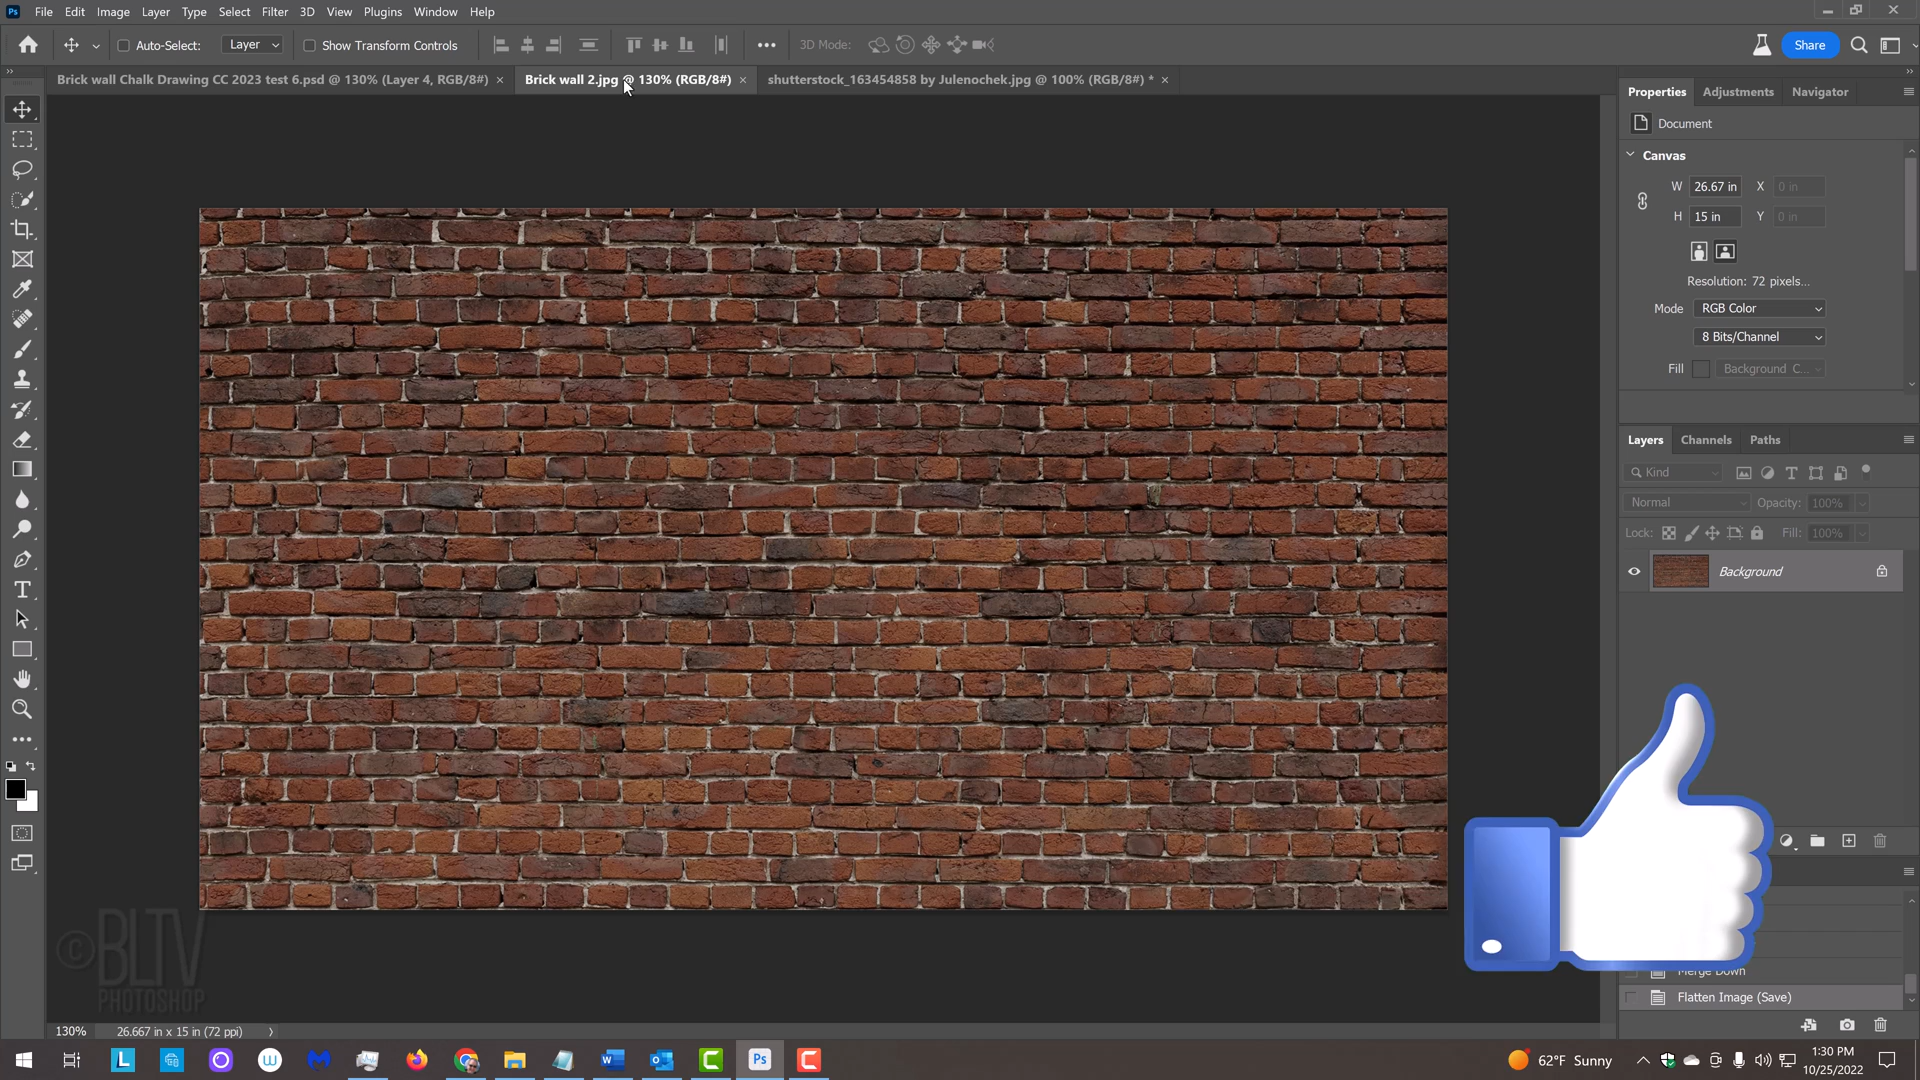 File Edit Image Layer Type Select Filter 3D View Plugins Window Help
Auto-Select: Layer Show Transform Controls 3D Mode: Share
Brick wall Chalk Drawing CC 2023 test 6.psd @ 130% (Layer 4, RGB/8#) × Brick wall 2.jpg @ 130% (RGB/8#) × shutterstock_163454858 by Julenochek.jpg @ 100% (RGB/8#) * ×
Properties Adjustments Navigator
Document
Canvas
W 26.67 in X 0 in
H 15 in Y 0 in
Resolution: 72 pixels...
Mode RGB Color
8 Bits/Channel
Fill Background C...
Layers Channels Paths
Kind
Normal Opacity: 100%
Lock: Fill: 100%
Background
Merge Down
Flatten Image (Save)
© BLTV
PHOTOSHOP
130% 26.667 in x 15 in (72 ppi)
62°F Sunny
1:30 PM
10/25/2022